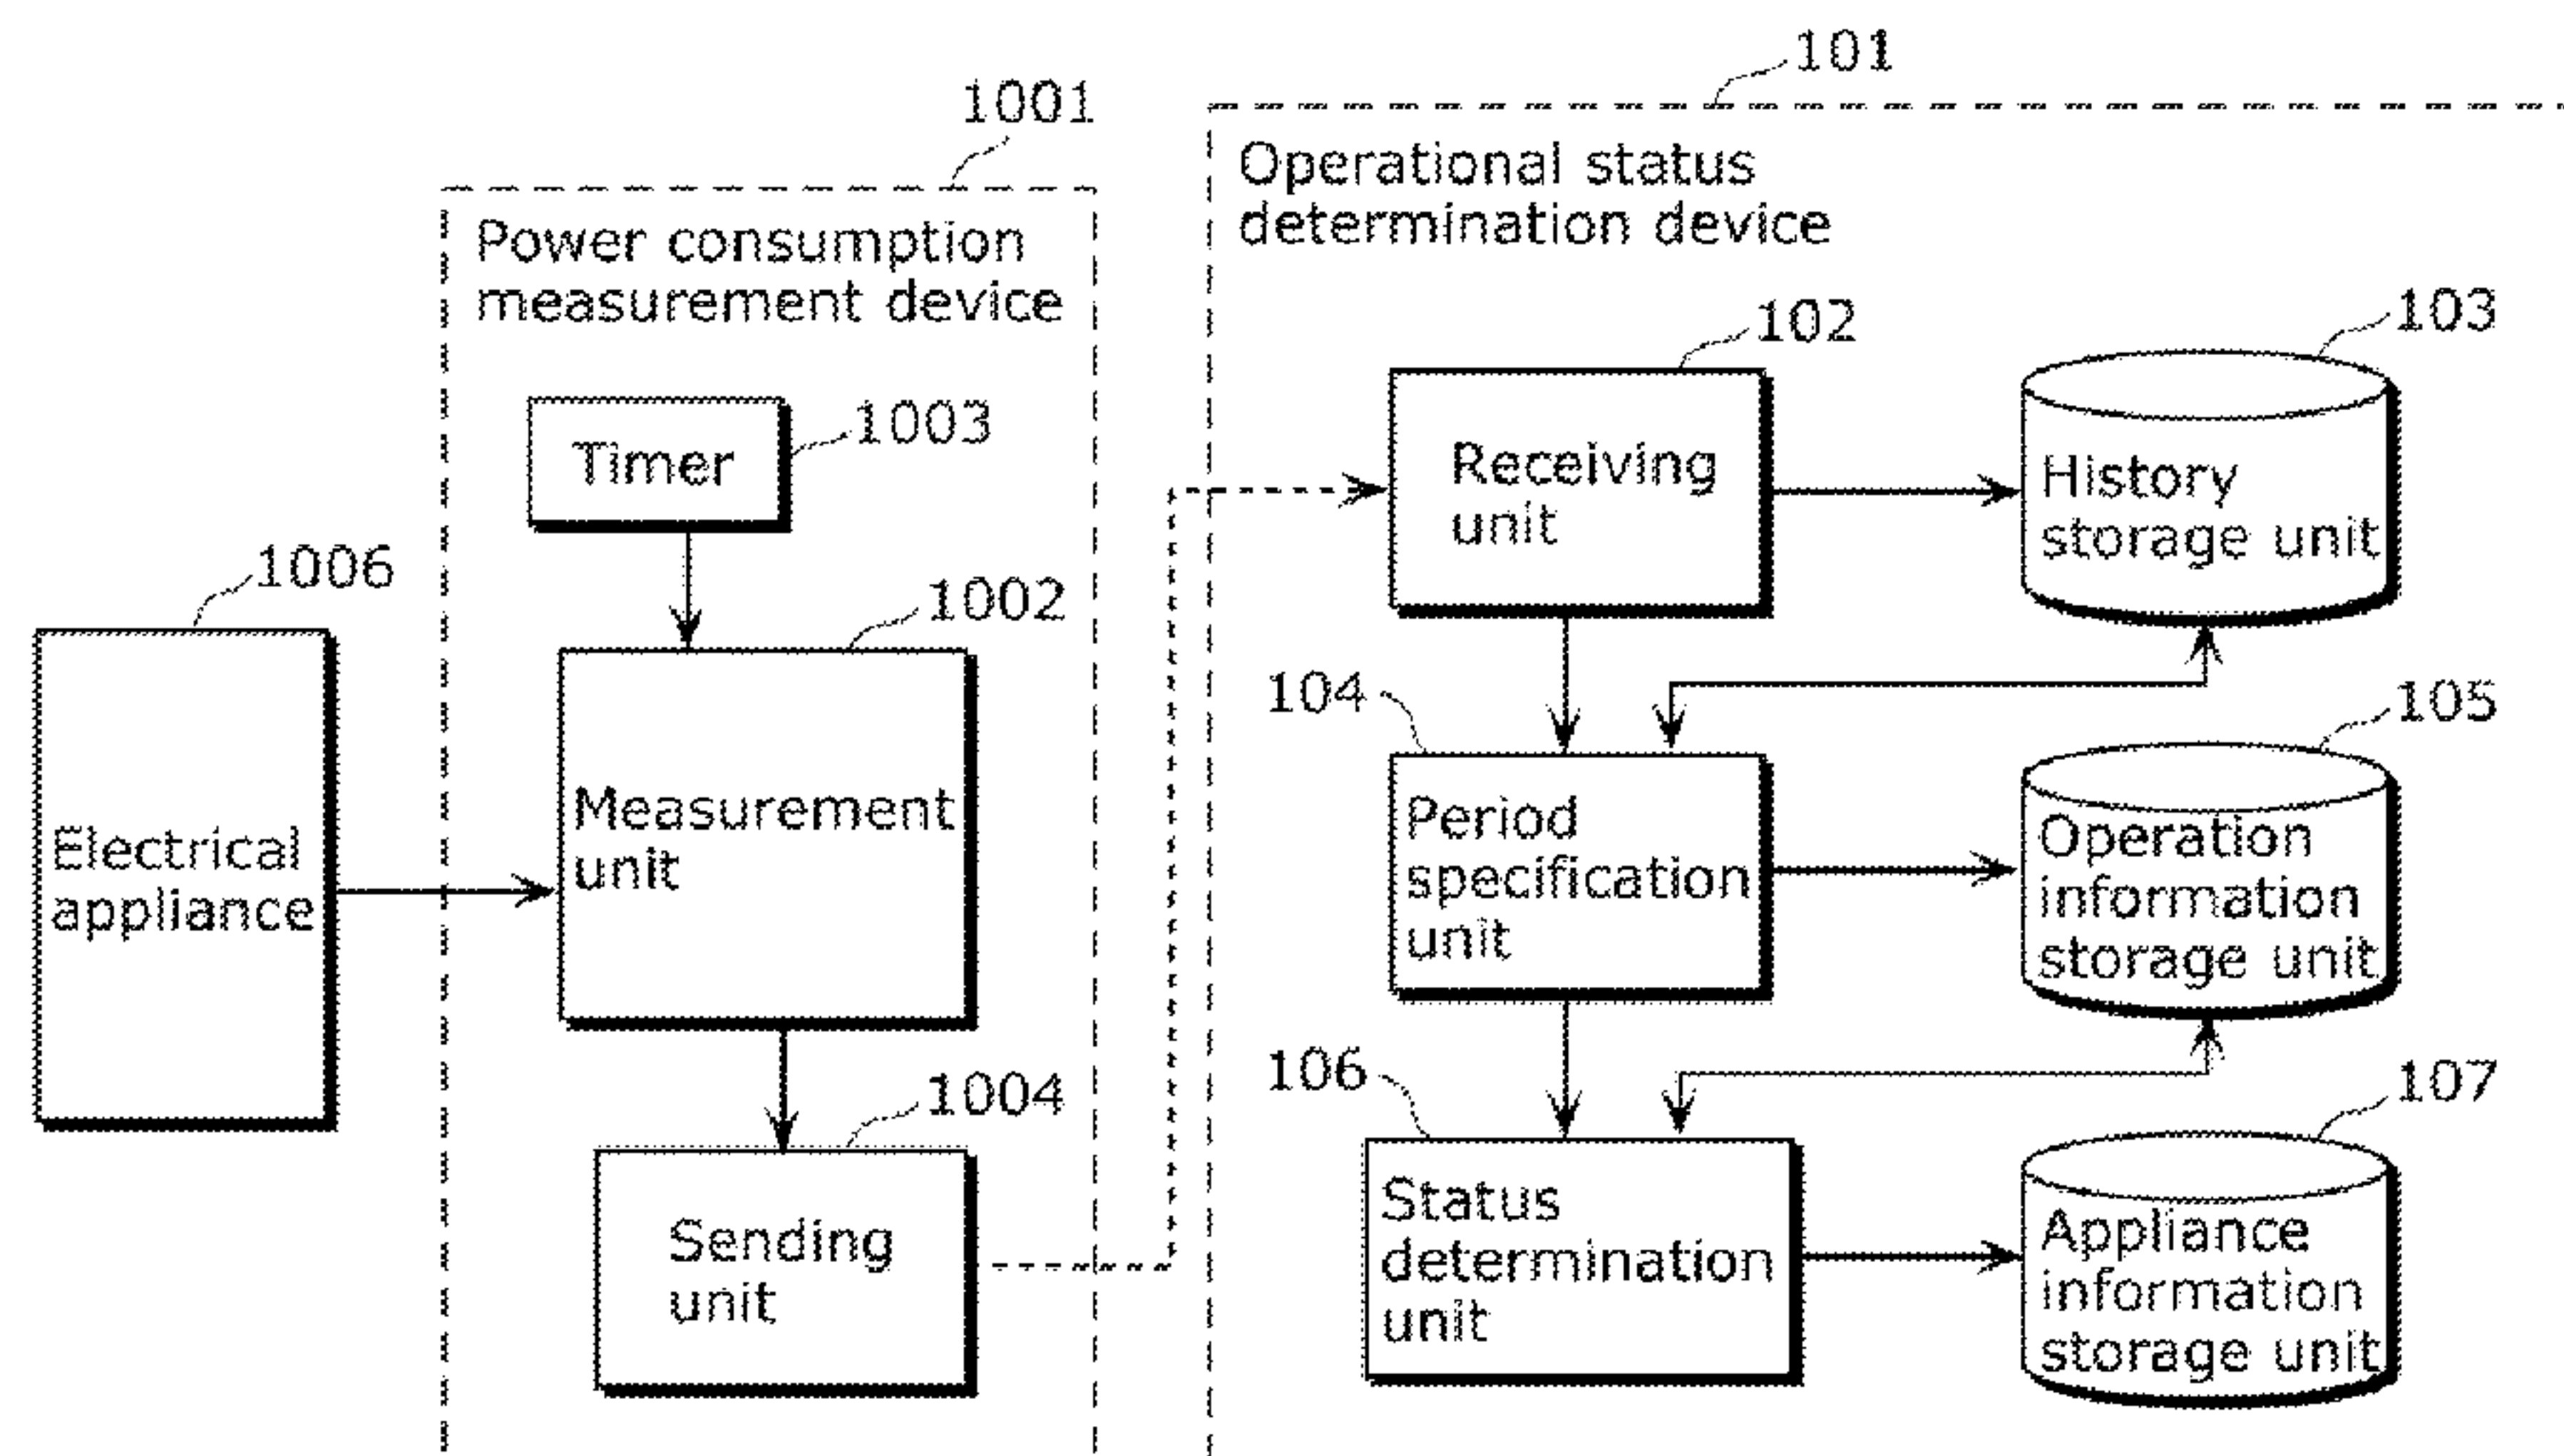 101
1001
Operational status
determination device
Power consumption
measurement device
103
102
1003
Timer
Receiving
unit
History
storage unit
1006
1002
104
105
Measurement
unit
Period
specification
unit
Operation
information
storage unit
Electrical
appliance
106
107
1004
Status
determination
unit
Appliance
information
storage unit
Sending
unit